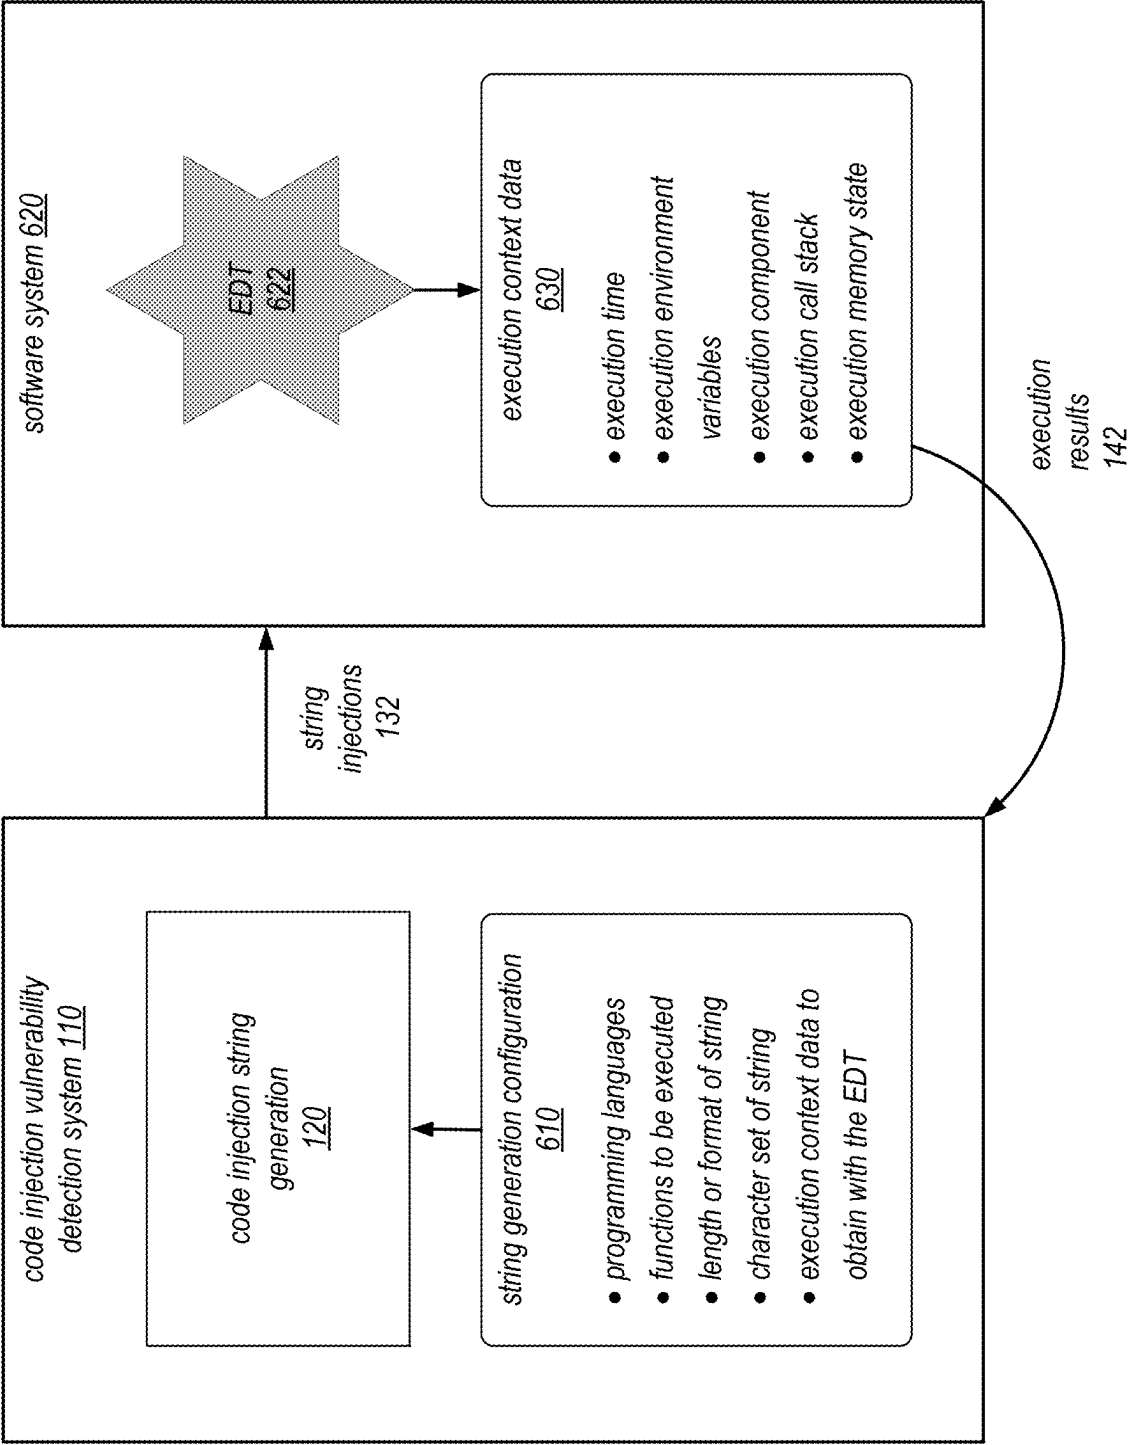 code injection vulnerability
detection system 110
code injection string
generation
120
string generation configuration
610
● programming languages
● functions to be executed
● length or format of string
● character set of string
● execution context data to
obtain with the EDT
string
injections
132
software system 620
EDT
622
execution context data
630
● execution time
● execution environment
variables
● execution component
● execution call stack
● execution memory state
execution
results
142